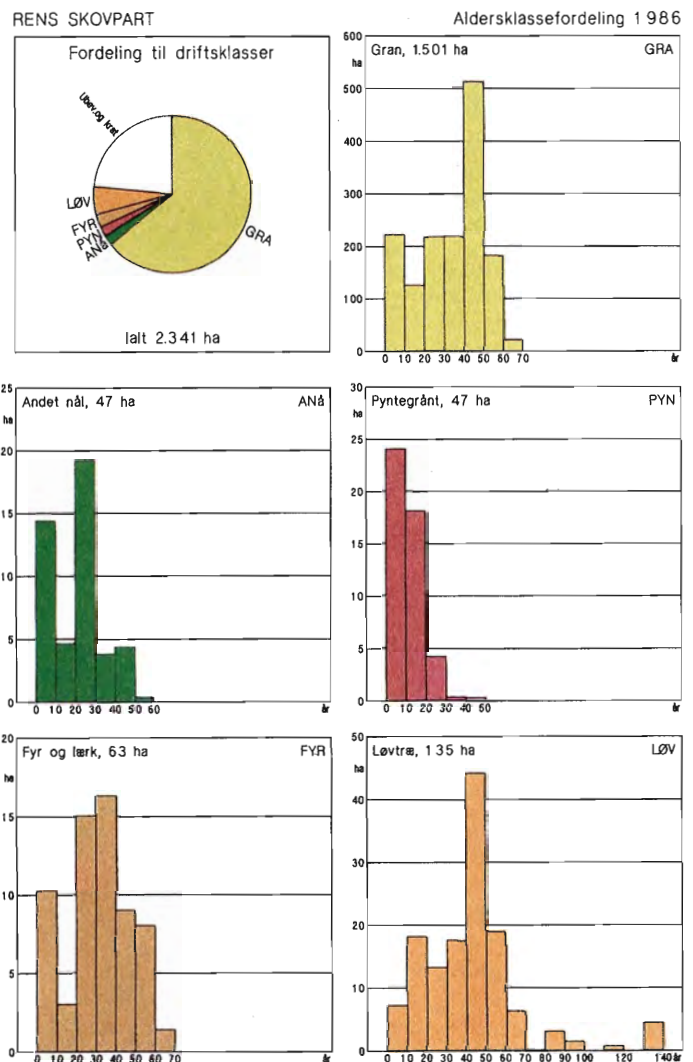 RENS SKOVPART
Aldersklassefordeling 1986
Fordeling til driftsklasser
Ubev.og krat
LØV
FYR
PYN
ANå
GRA
Ialt 2.341 ha
600
ha
Gran, 1.501 ha
GRA
500
400
300
200
100
0
0 10 20 30 40 50 60 70 år
25
ha
Andet nål, 47 ha
ANå
20
15
10
5
0
0 10 20 30 40 50 60 år
30
ha
Pyntegrånt, 47 ha
PYN
25
20
15
10
5
0
0 10 20 30 40 50 år
20
ha
Fyr og lærk, 63 ha
FYR
15
10
5
0
0 10 20 30 40 50 60 70 år
50
ha
Løvtræ, 135 ha
LØV
40
30
20
10
0
0 10 20 30 40 50 60 70 80 90 100 120 140 år